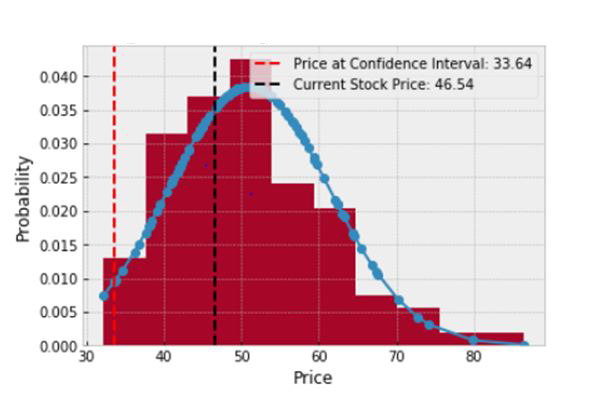 Price at Confidence Interval: 33.64
Current Stock Price: 46.54
Probability
0.040
0.035
0.030
0.025
0.020
0.015
0.010
0.005
0.000
30 40 50 60 70 80
Price